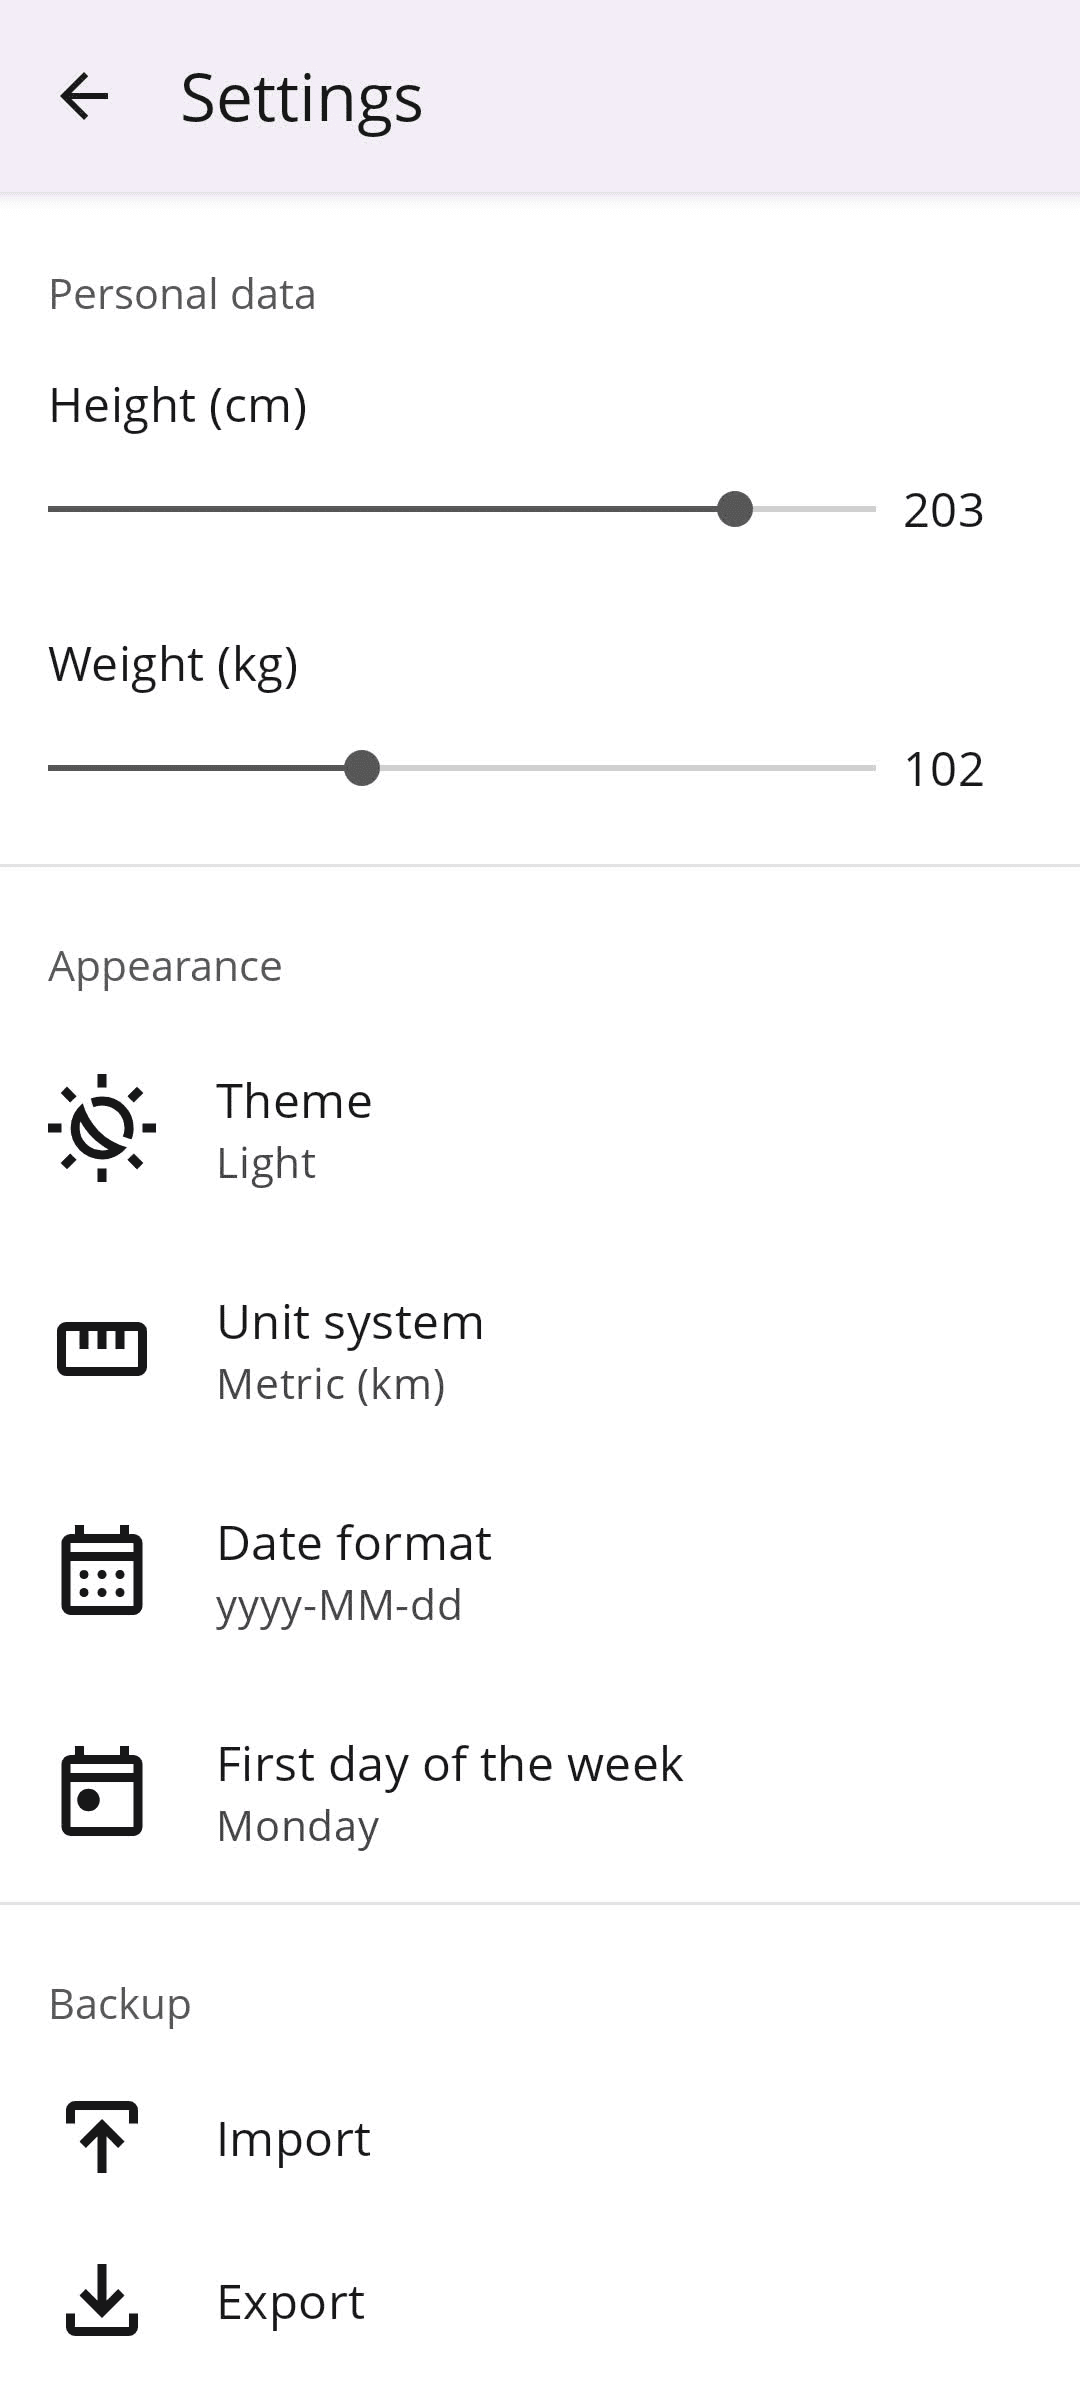 Settings
Personal data
Height (cm)
203
Weight (kg)
102
Appearance
Theme
Light
Unit system
Metric (km)
Date format
yyyy-MM-dd
First day of the week
Monday
Backup
Import
Export